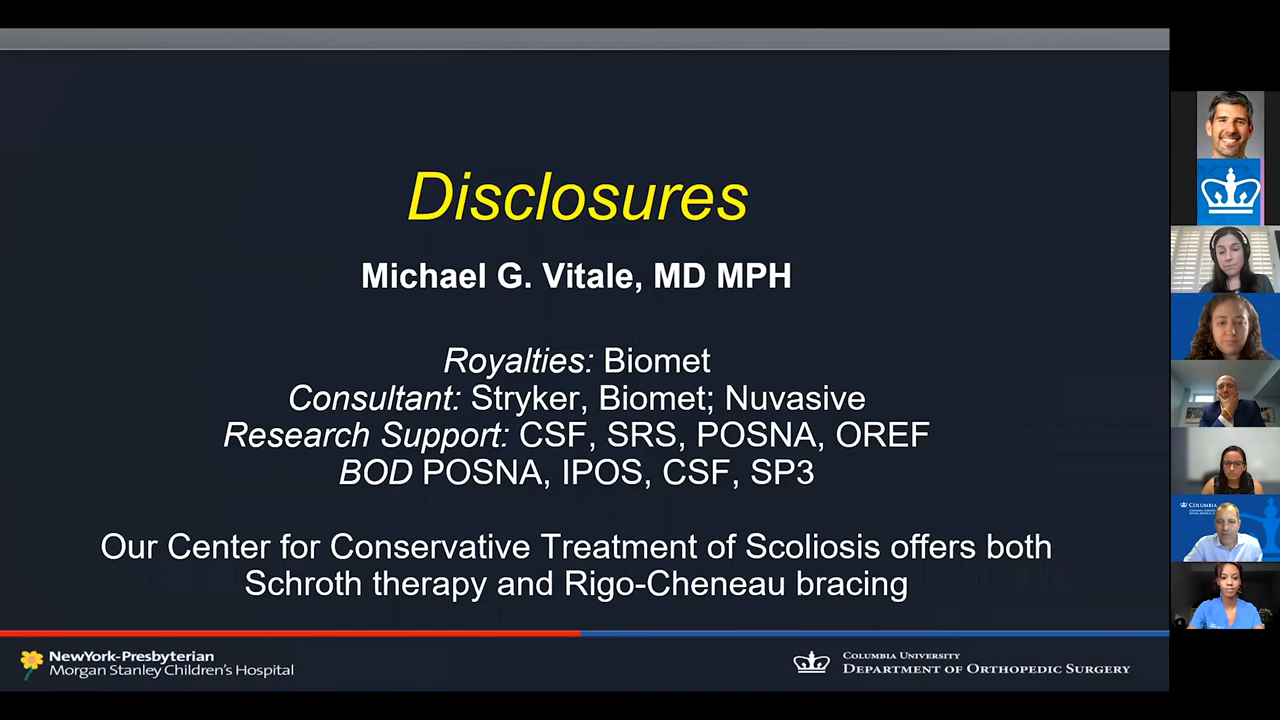 Disclosures
Michael G. Vitale, MD MPH
Royalties: Biomet
Consultant: Stryker, Biomet; Nuvasive
Research Support: CSF, SRS, POSNA, OREF
BOD POSNA, IPOS, CSF, SP3
Our Center for Conservative Treatment of Scoliosis offers both
Schroth therapy and Rigo-Cheneau bracing
NewYork-Presbyterian
Morgan Stanley Children's Hospital
Columbia University
Department of Orthopedic Surgery
Columbia